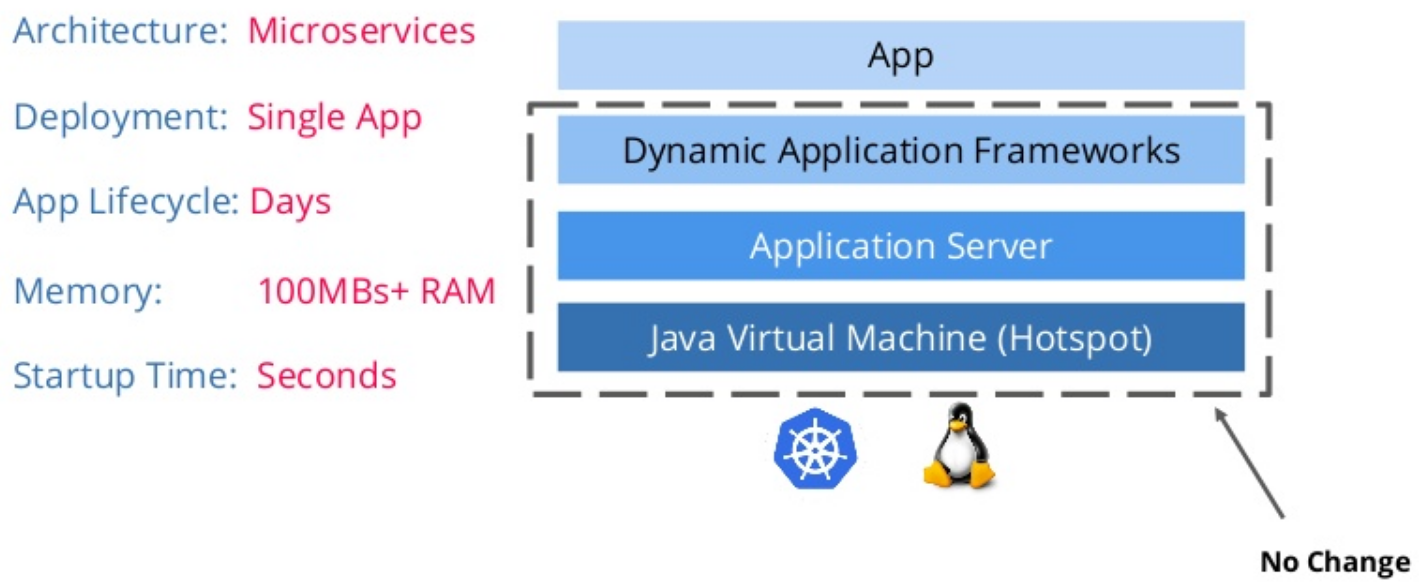 Architecture: Microservices
Deployment: Single App
App Lifecycle: Days
Memory: 100MBs+ RAM
Startup Time: Seconds
App
Dynamic Application Frameworks
Application Server
Java Virtual Machine (Hotspot)
No Change